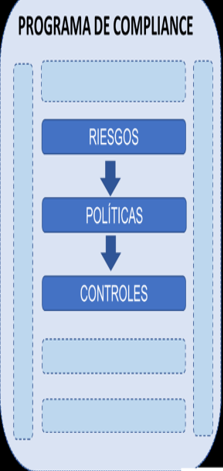 PROGRAMA DE COMPLIANCE
RIESGOS
POLÍTICAS
CONTROLES